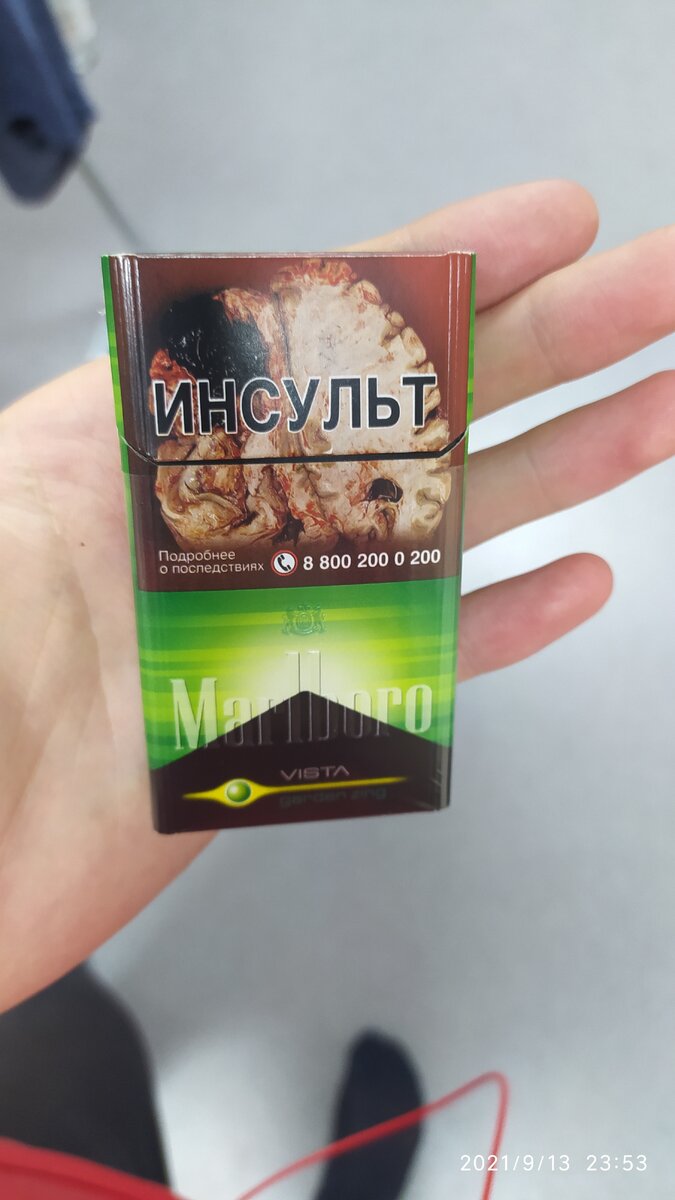 ИНСУЛЬТ
Подробнее
о последствиях 8 800 200 0 200
Marlboro
VISTA
garden zing
2021/9/13 23:53